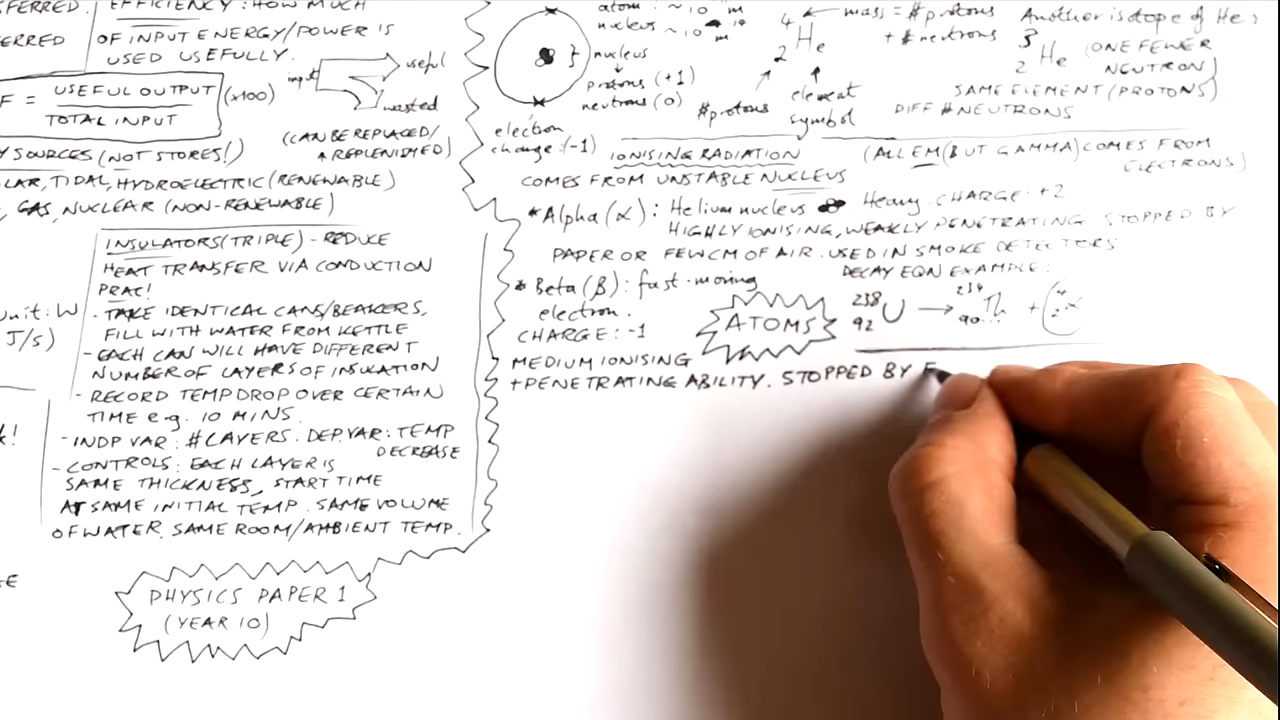 SFERRED.
FERRED
EFFICIENCY: HOW MUCH
OF INPUT ENERGY/POWER IS
USED USEFULLY.
input
useful
wasted
F = USEFUL OUTPUT (x100)
TOTAL INPUT
(CAN BE REPLACED/
REPLENISHED)
Y SOURCES (NOT STORES!)
LAR, TIDAL, HYDROELECTRIC (RENEWABLE)
, GAS, NUCLEAR (NON-RENEWABLE)
INSULATORS (TRIPLE) - REDUCE
HEAT TRANSFER VIA CONDUCTION
PRAC!
unit: W
J/s)
- TAKE IDENTICAL CANS/BEAKERS,
FILL WITH WATER FROM KETTLE
- EACH CAN WILL HAVE DIFFERENT
NUMBER OF LAYERS OF INSULATION
- RECORD TEMP DROP OVER CERTAIN
TIME e.g. 10 MINS.
- INDP VAR: # LAYERS. DEP. VAR: TEMP
DECREASE
- CONTROLS: EACH LAYER IS
SAME THICKNESS, START TIME
AT SAME INITIAL TEMP. SAME VOLUME
OF WATER. SAME ROOM/AMBIENT TEMP.
PHYSICS PAPER 1
(YEAR 10)
atom: ~10 m
nucleus ~10 m
} nucleus
protons (+1)
neutrons (0)
electron
charge: (-1)
4
2 He
mass = # protons
+ # neutrons
# protons
element
symbol
Another isotope of He:
3
2 He (ONE FEWER
NEUTRON)
SAME ELEMENT (PROTONS)
DIFF # NEUTRONS
IONISING RADIATION
(ALL EM (BUT GAMMA) COMES FROM
ELECTRONS)
COMES FROM UNSTABLE NUCLEUS
* Alpha (α): Helium nucleus Heavy. CHARGE: +2
HIGHLY IONISING, WEAKLY PENETRATING STOPPED BY
PAPER OR FEW CM OF AIR. USED IN SMOKE DETECTORS
* Beta (β): fast-moving
electron.
CHARGE: -1
ATOMS
DECAY EQN EXAMPLE:
238 234 4
92 U → 90 Th + 2 α
MEDIUM IONISING
+ PENETRATING ABILITY. STOPPED BY F